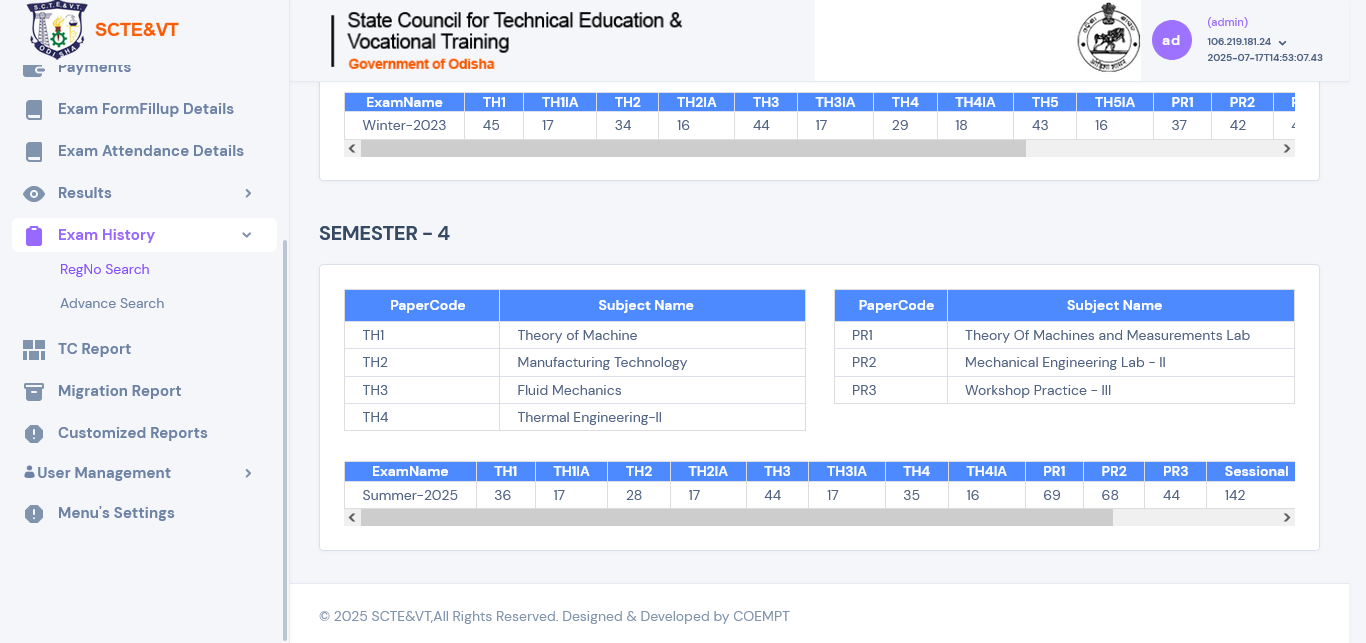 S.C.T.E.&V.T.
ODISHA
SCTE&VT
State Council for Technical Education &
Vocational Training
Government of Odisha
ad
(admin)
106.219.181.24
2025-07-17T14:53:07.43
Payments
Exam FormFillup Details
Exam Attendance Details
Results
Exam History
RegNo Search
Advance Search
TC Report
Migration Report
Customized Reports
User Management
Menu's Settings
ExamName TH1 TH1IA TH2 TH2IA TH3 TH3IA TH4 TH4IA TH5 TH5IA PR1 PR2
Winter-2023 45 17 34 16 44 17 29 18 43 16 37 42
SEMESTER - 4
PaperCode Subject Name
TH1 Theory of Machine
TH2 Manufacturing Technology
TH3 Fluid Mechanics
TH4 Thermal Engineering-II
PaperCode Subject Name
PR1 Theory Of Machines and Measurements Lab
PR2 Mechanical Engineering Lab - II
PR3 Workshop Practice - III
ExamName TH1 TH1IA TH2 TH2IA TH3 TH3IA TH4 TH4IA PR1 PR2 PR3 Sessional
Summer-2025 36 17 28 17 44 17 35 16 69 68 44 142
© 2025 SCTE&VT,All Rights Reserved. Designed & Developed by COEMPT